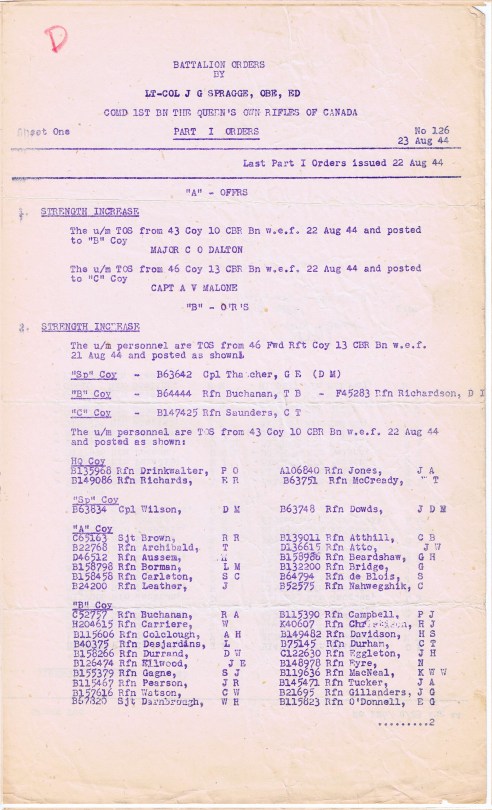 D
BATTALION ORDERS
BY
LT-COL J G SPRAGGE, OBE, ED
COMD 1ST BN THE QUEEN'S OWN RIFLES OF CANADA
Sheet One PART I ORDERS No 126
23 Aug 44
Last Part I Orders issued 22 Aug 44
"A" - OFFRS
1. STRENGTH INCREASE
The u/m TOS from 43 Coy 10 CBR Bn w.e.f. 22 Aug 44 and posted
to "B" Coy
MAJOR C O DALTON
The u/m TOS from 46 Coy 13 CBR Bn w.e.f. 22 Aug 44 and posted
to "C" Coy
CAPT A V MALONE
"B" - O'R'S
2. STRENGTH INCREASE
The u/m personnel are TOS from 46 Fwd Rft Coy 13 CBR Bn w.e.f.
21 Aug 44 and posted as shown.
"Sp" Coy - B63642 Cpl Thatcher, G E (D M)
"B" Coy - B64444 Rfn Buchanan, T B - F45283 Rfn Richardson, D
"C" Coy - B147425 Rfn Saunders, C T
The u/m personnel are TOS from 43 Coy 10 CBR Bn w.e.f. 22 Aug 44
and posted as shown:
HQ Coy
B135968 Rfn Drinkwalter, P O A106840 Rfn Jones, J A
B149086 Rfn Richards, E R B63751 Rfn McCready, T
"Sp" Coy
B63834 Cpl Wilson, D M B63748 Rfn Dowds, J D M
"A" Coy
C65163 Sjt Brown, R R B139011 Rfn Atthill, C B
B22768 Rfn Archibald, T D136615 Rfn Atto, J W
D46512 Rfn Aussem, B158986 Rfn Beardshaw, G H
B158798 Rfn Borman, L M B132200 Rfn Bridge, G
B158458 Rfn Carlston, S C B64794 Rfn de Blois, S
B24200 Rfn Leather, J B52575 Rfn Nahwegzhik, C
"B" Coy
C52757 Rfn Buchanan, R A B115390 Rfn Campbell, P J
H204615 Rfn Carriere, W K40607 Rfn R J
B115606 Rfn Colclough, A H B149482 Rfn Davidson, H S
B40375 Rfn Desjardins, L B75145 Rfn Durham, C T
B158266 Rfn Durrand, D W C122630 Rfn Eggleton, J H
B126474 Rfn Ellwood, J E B148978 Rfn Eyre, N
B155379 Rfn Gagne, S J B119636 Rfn MacNeal, K W W
B115467 Rfn Pearson, J R B145471 Rfn Tucker, J A
B157616 Rfn Watson, C W B21695 Rfn Gillanders, J G
B67820 Sjt Darnbrough, W R B115823 Rfn O'Donnell, E G
.........2